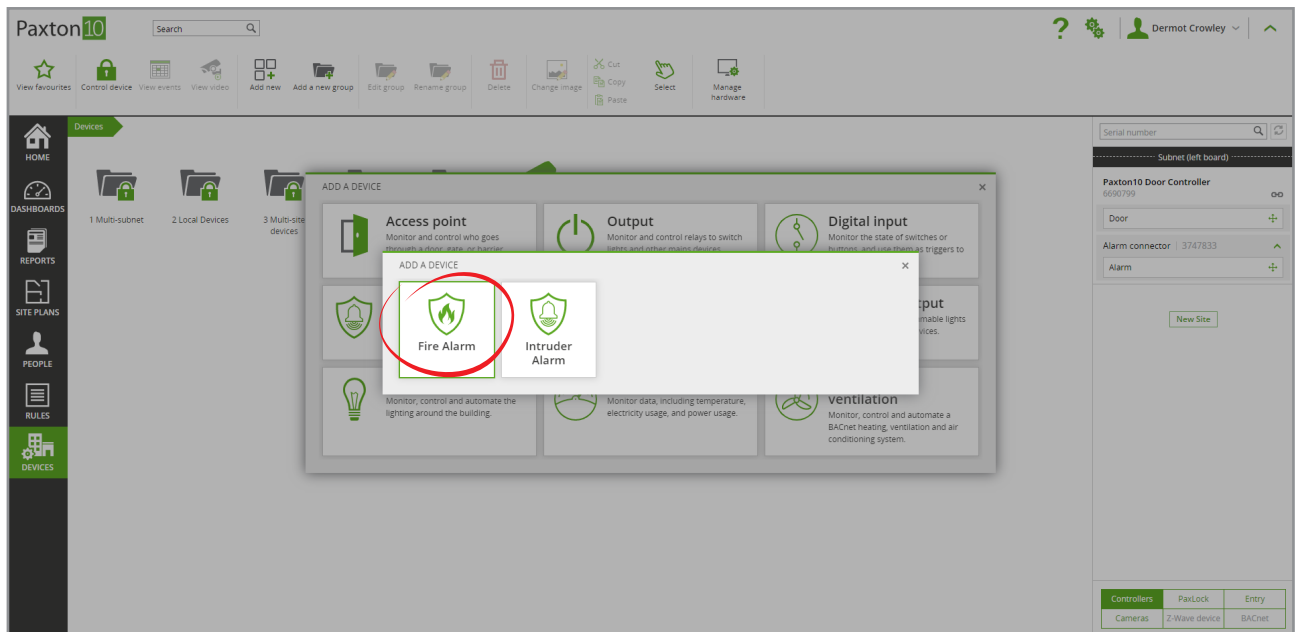 Paxton10
Search
Dermot Crowley
View favourites
Control device
View events
View video
Add new
Add a new group
Edit group
Rename group
Delete
Change image
Cut
Copy
Paste
Select
Manage
hardware
HOME
DASHBOARDS
REPORTS
SITE PLANS
PEOPLE
RULES
DEVICES
Devices
1 Multi-subnet
2 Local Devices
3 Multi-site
devices
ADD A DEVICE
Access point
Monitor and control who goes
through a door, gate, or barrier
Output
Monitor and control relays to switch
lights and other mains devices
Digital input
Monitor the state of switches or
buttons, and use them as triggers to
ADD A DEVICE
Fire Alarm
Intruder
Alarm
Monitor, control and automate the
lighting around the building.
Monitor data, including temperature,
electricity usage, and power usage.
ventilation
Monitor, control and automate a
BACnet heating, ventilation and air
conditioning system.
Serial number
Subnet (left board)
Paxton10 Door Controller
6690799
Door
Alarm connector | 3747833
Alarm
New Site
Controllers
PaxLock
Entry
Cameras
Z-Wave device
BACnet